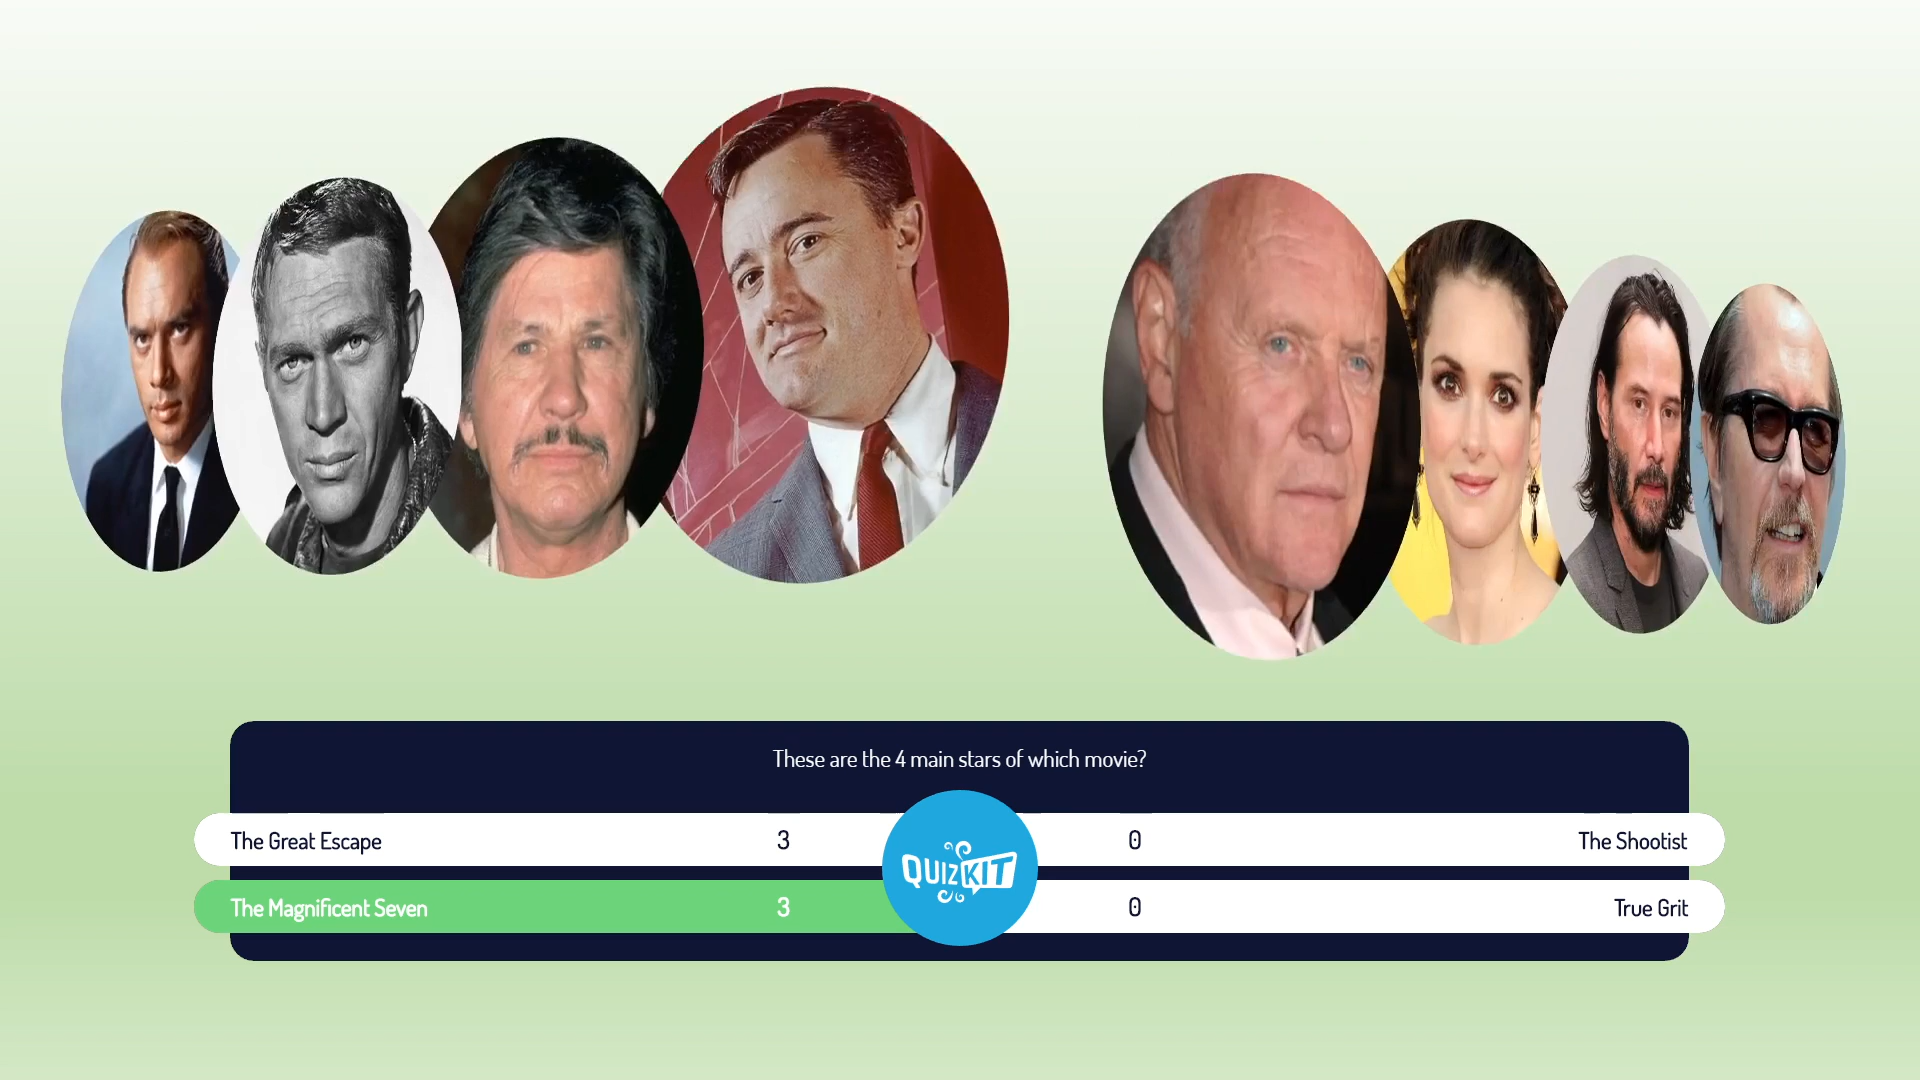 These are the 4 main stars of which movie?
The Great Escape 3 0 The Shootist
QUIZKIT
The Magnificent Seven 3 0 True Grit